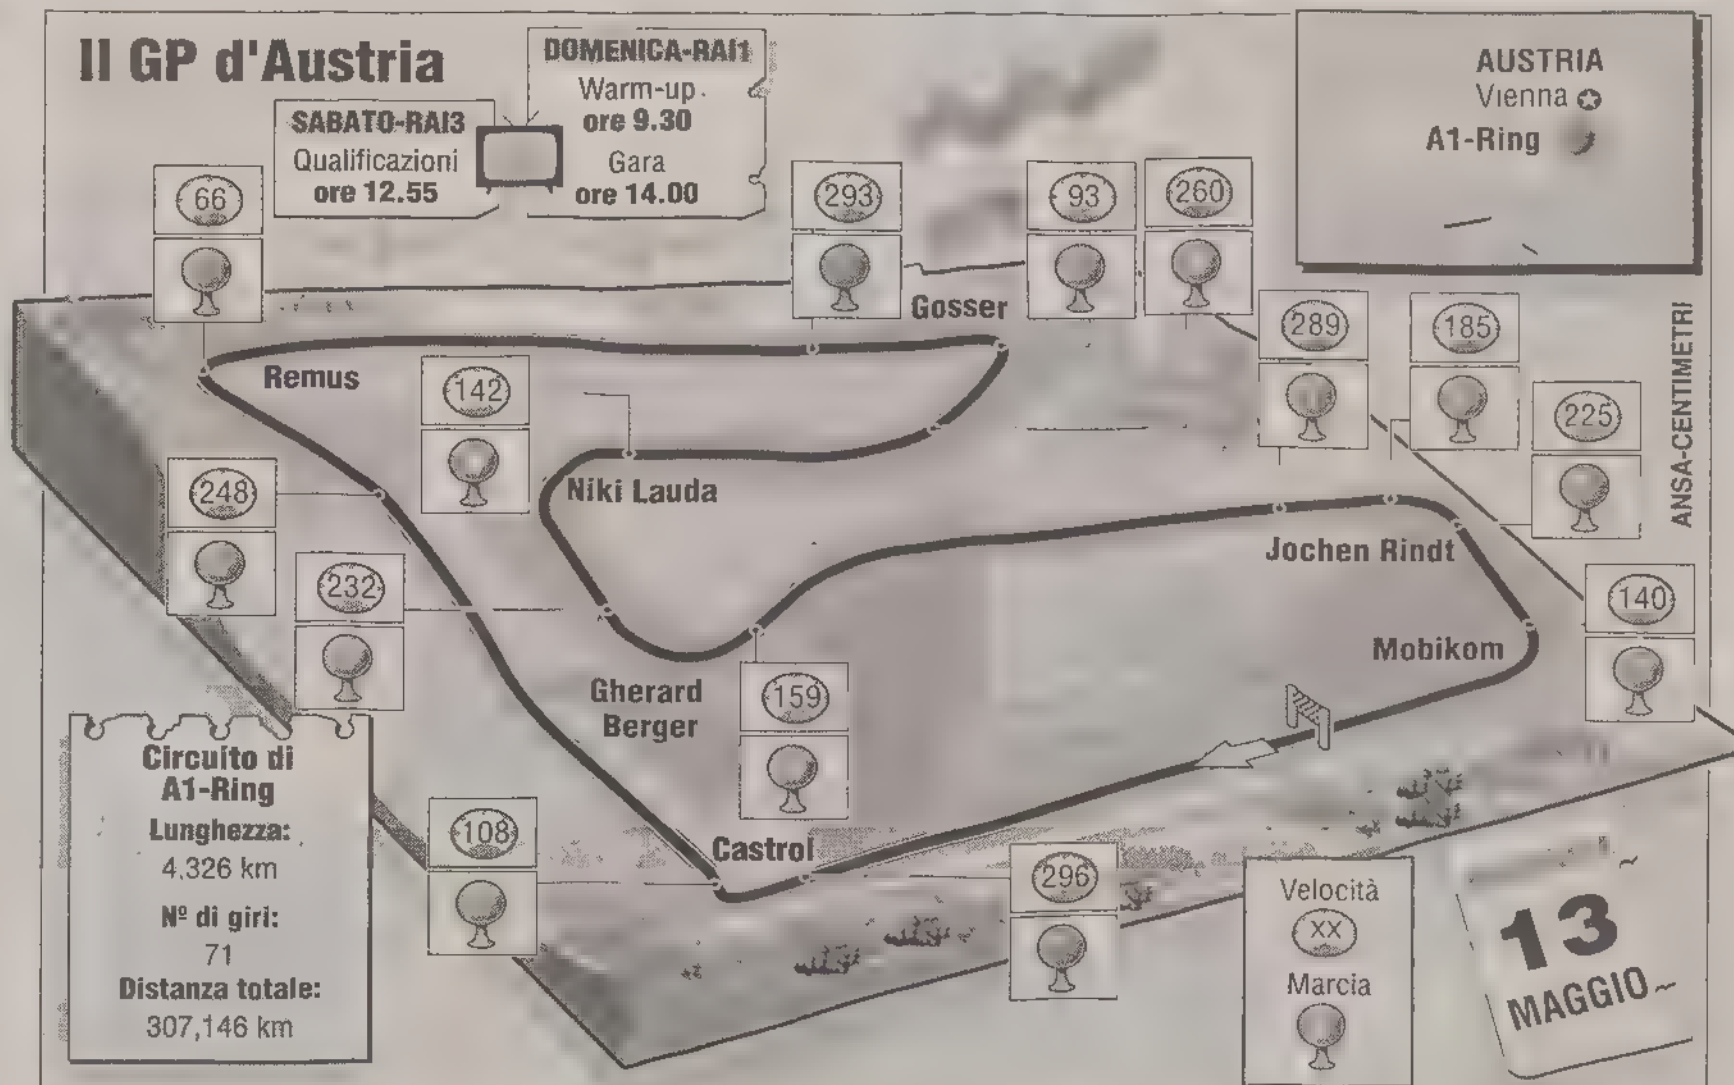 Il GP d'Austria
SABATO-RAI3
Qualificazioni
ore 12.55
DOMENICA-RAI1
Warm-up
ore 9.30
Gara
ore 14.00
AUSTRIA
Vienna
A1-Ring
66
293
93
260
289
185
225
140
142
248
232
159
108
296
Gosser
Remus
Niki Lauda
Jochen Rindt
Mobikom
Gherard
Berger
Castrol
ANSA-CENTIMETRI
Circuito di
A1-Ring
Lunghezza:
4,326 km
Nº di giri:
71
Distanza totale:
307,146 km
Velocità
XX
Marcia
13
MAGGIO